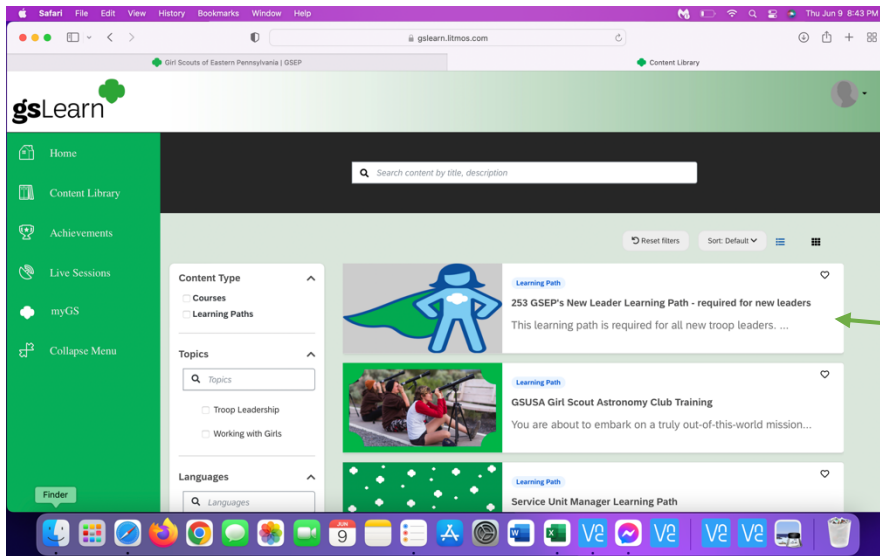 Safari File Edit View History Bookmarks Window Help
Thu Jun 9 8:43 PM
gslearn.litmos.com
Girl Scouts of Eastern Pennsylvania | GSEP
Content Library
gsLearn
Home
Content Library
Achievements
Live Sessions
myGS
Collapse Menu
Search content by title, description
Reset filters
Sort: Default
Content Type
Courses
Learning Paths
Topics
Topics
Troop Leadership
Working with Girls
Languages
Languages
Learning Path
253 GSEP's New Leader Learning Path - required for new leaders
This learning path is required for all new troop leaders. ...
Learning Path
GSUSA Girl Scout Astronomy Club Training
You are about to embark on a truly out-of-this-world mission...
Learning Path
Service Unit Manager Learning Path
Finder
JUN
9